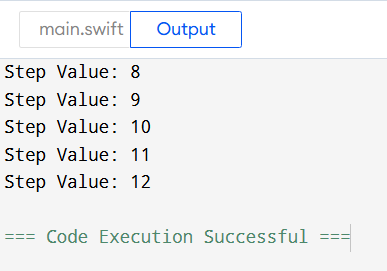 main.swift Output
Step Value: 8
Step Value: 9
Step Value: 10
Step Value: 11
Step Value: 12
=== Code Execution Successful ===